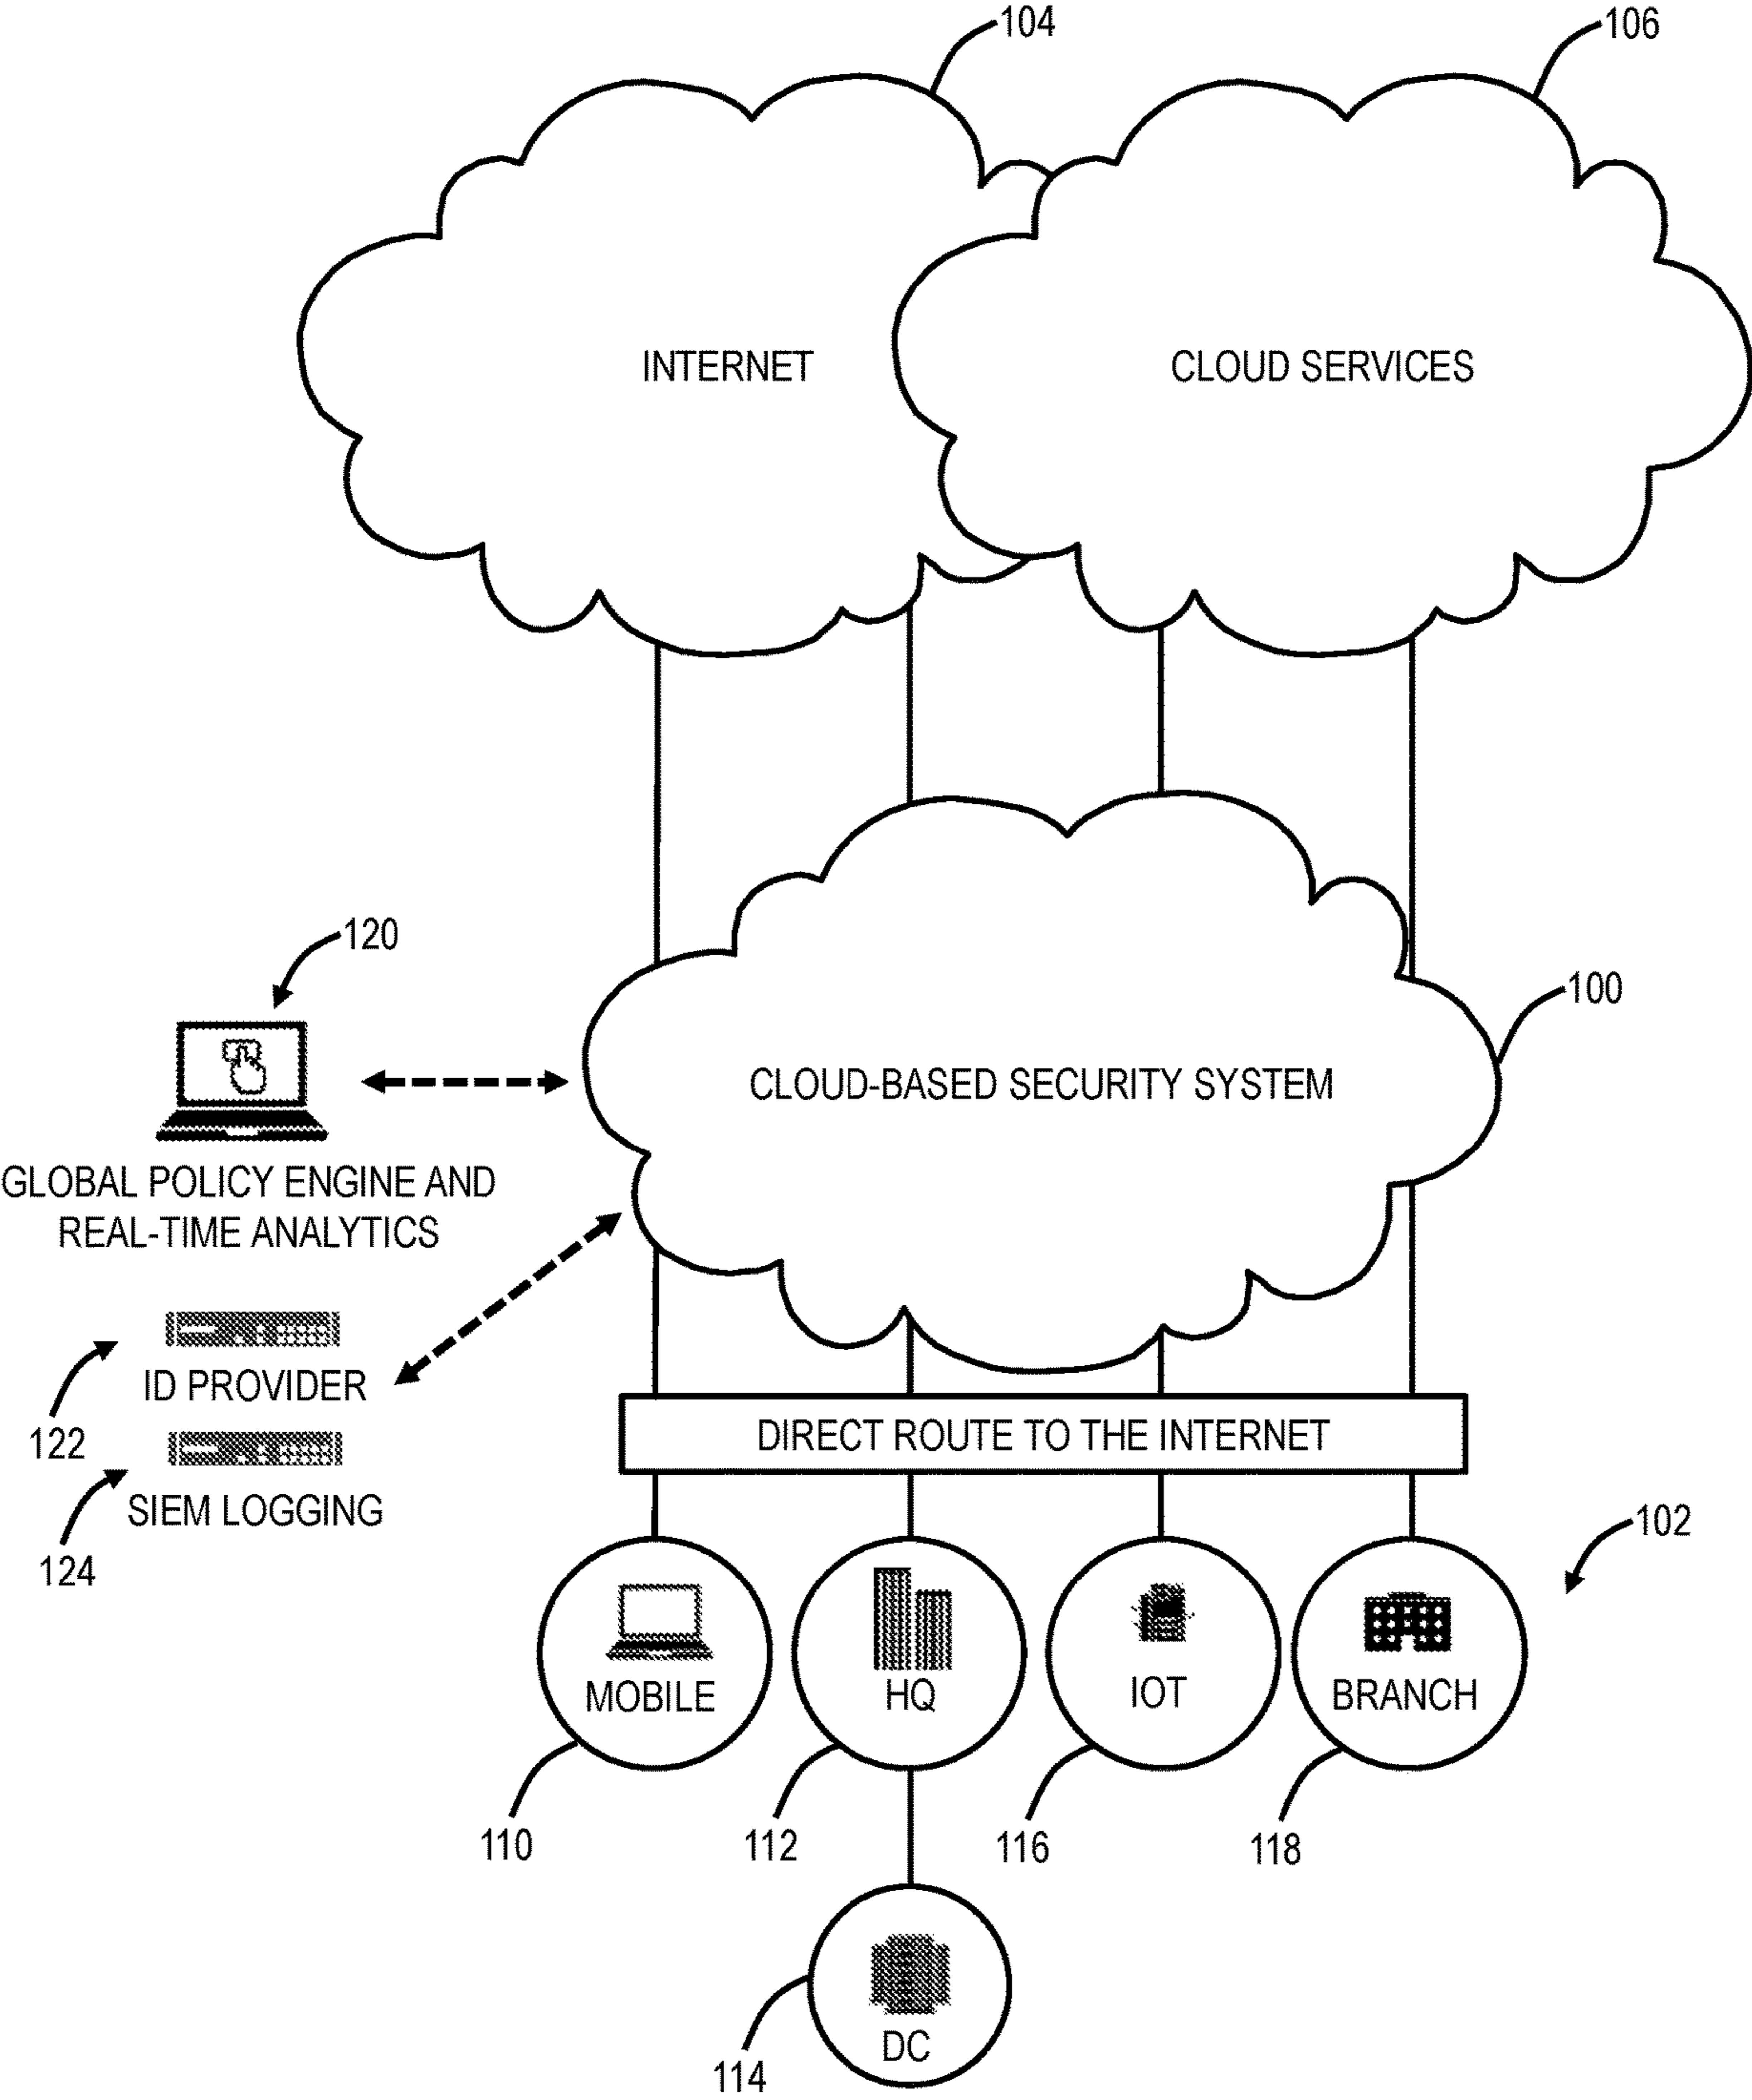 104
106
INTERNET
CLOUD SERVICES
120
100
CLOUD-BASED SECURITY SYSTEM
GLOBAL POLICY ENGINE AND
REAL-TIME ANALYTICS
ID PROVIDER
122
DIRECT ROUTE TO THE INTERNET
SIEM LOGGING
124
102
MOBILE
HQ
IOT
BRANCH
110
112
116
118
DC
114